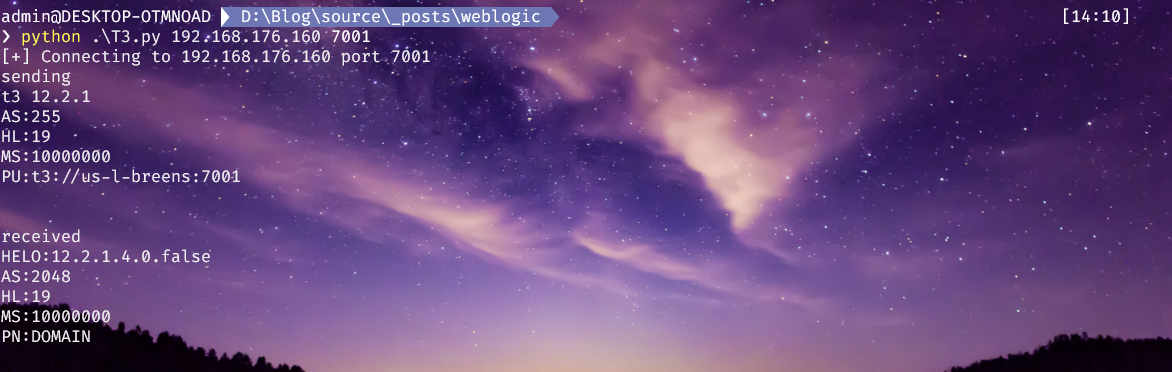 admin@DESKTOP-OTMNOAD D:\Blog\source\_posts\weblogic [14:10]
❯ python .\T3.py 192.168.176.160 7001
[+] Connecting to 192.168.176.160 port 7001
sending
t3 12.2.1
AS:255
HL:19
MS:10000000
PU:t3://us-l-breens:7001
received
HELO:12.2.1.4.0.false
AS:2048
HL:19
MS:10000000
PN:DOMAIN